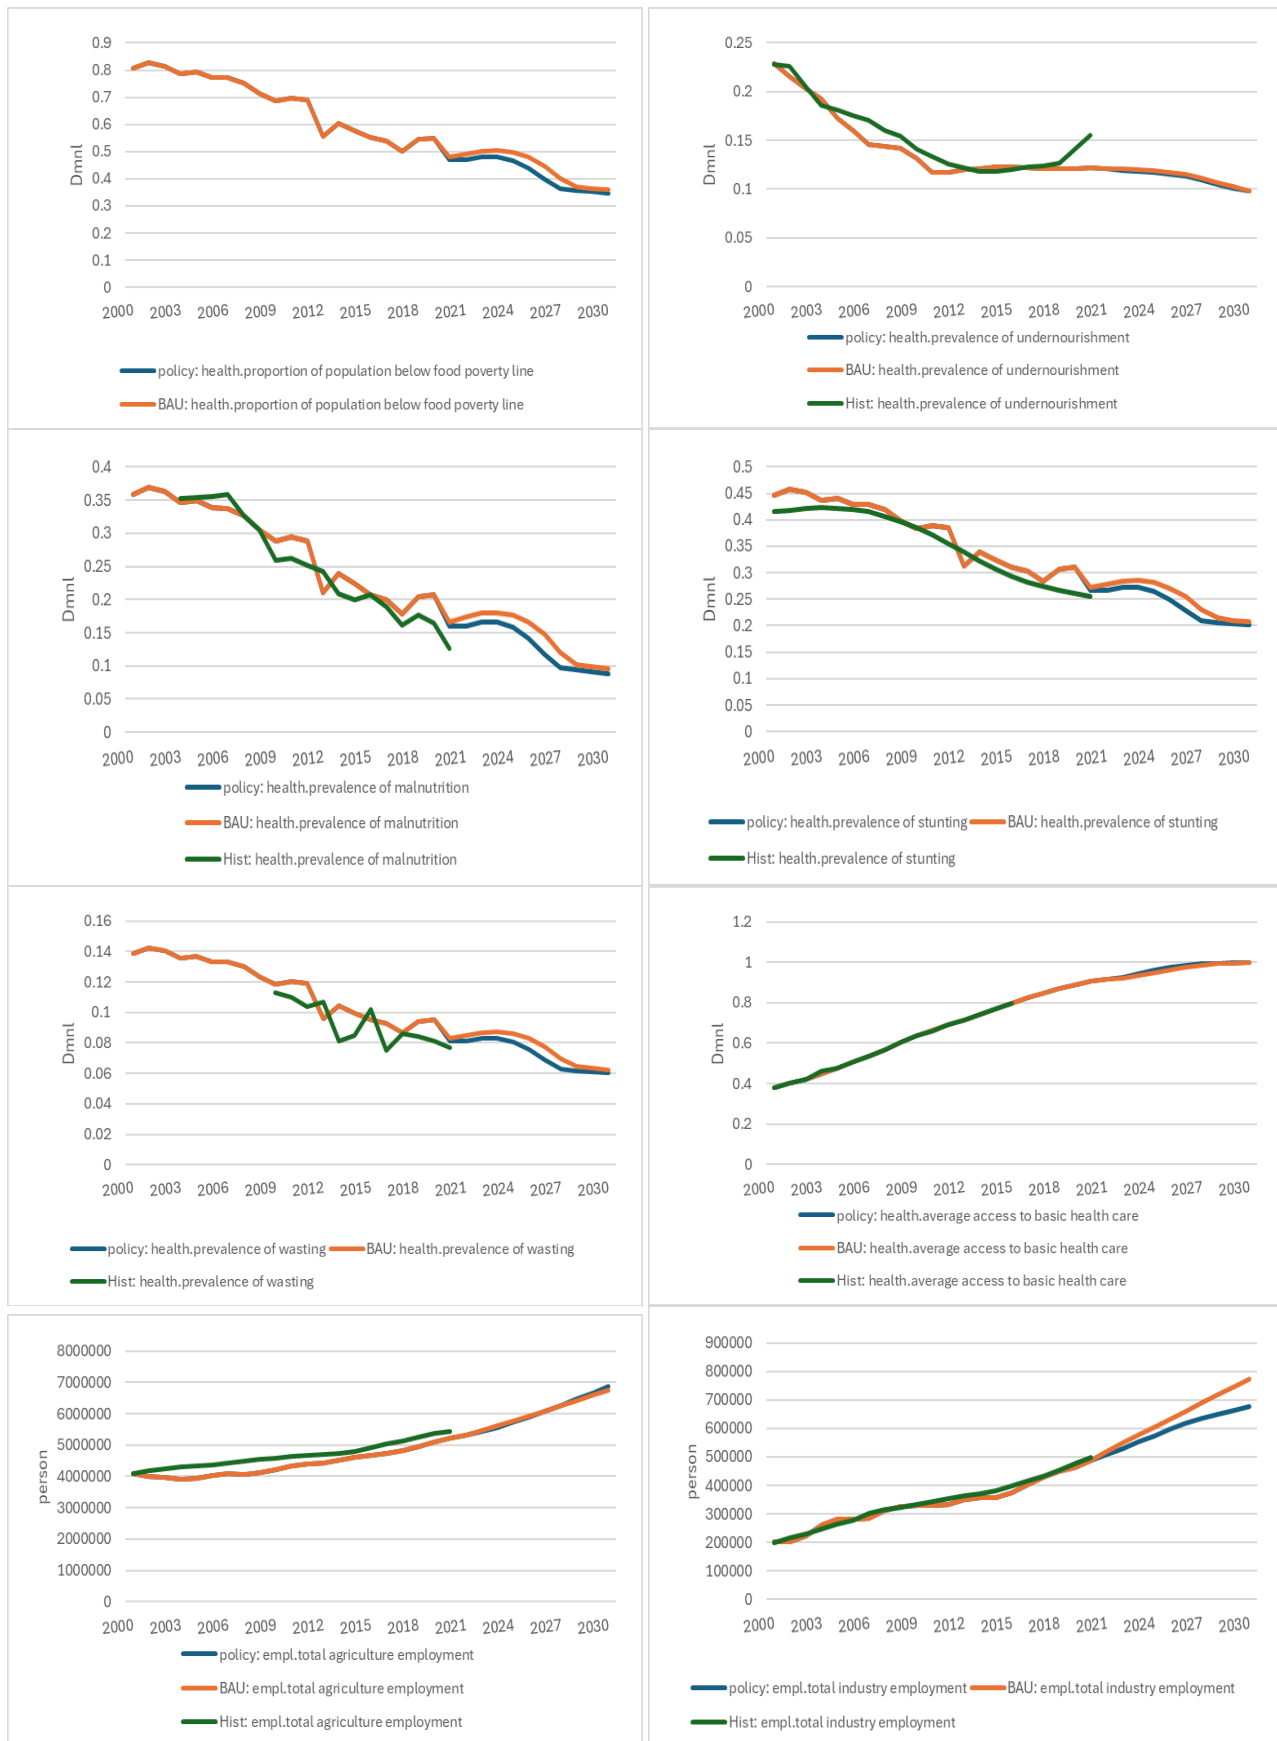 0.9
0.8
0.7
0.6
0.5
0.4
0.3
0.2
0.1
0
Dmnl
2000 2003 2006 2009 2012 2015 2018 2021 2024 2027 2030
policy: health.proportion of population below food poverty line
BAU: health.proportion of population below food poverty line
0.25
0.2
0.15
0.1
0.05
0
Dmnl
2000 2003 2006 2009 2012 2015 2018 2021 2024 2027 2030
policy: health.prevalence of undernourishment
BAU: health.prevalence of undernourishment
Hist: health.prevalence of undernourishment
0.4
0.35
0.3
0.25
0.2
0.15
0.1
0.05
0
Dmnl
2000 2003 2006 2009 2012 2015 2018 2021 2024 2027 2030
policy: health.prevalence of malnutrition
BAU: health.prevalence of malnutrition
Hist: health.prevalence of malnutrition
0.5
0.45
0.4
0.35
0.3
0.25
0.2
0.15
0.1
0.05
0
Dmnl
2000 2003 2006 2009 2012 2015 2018 2021 2024 2027 2030
policy: health.prevalence of stunting BAU: health.prevalence of stunting
Hist: health.prevalence of stunting
0.16
0.14
0.12
0.1
0.08
0.06
0.04
0.02
0
Dmnl
2000 2003 2006 2009 2012 2015 2018 2021 2024 2027 2030
policy: health.prevalence of wasting BAU: health.prevalence of wasting
Hist: health.prevalence of wasting
1.2
1
0.8
0.6
0.4
0.2
0
Dmnl
2000 2003 2006 2009 2012 2015 2018 2021 2024 2027 2030
policy: health.average access to basic health care
BAU: health.average access to basic health care
Hist: health.average access to basic health care
8000000
7000000
6000000
5000000
4000000
3000000
2000000
1000000
0
person
2000 2003 2006 2009 2012 2015 2018 2021 2024 2027 2030
policy: empl.total agriculture employment
BAU: empl.total agriculture employment
Hist: empl.total agriculture employment
900000
800000
700000
600000
500000
400000
300000
200000
100000
0
person
2000 2003 2006 2009 2012 2015 2018 2021 2024 2027 2030
policy: empl.total industry employment BAU: empl.total industry employment
Hist: empl.total industry employment